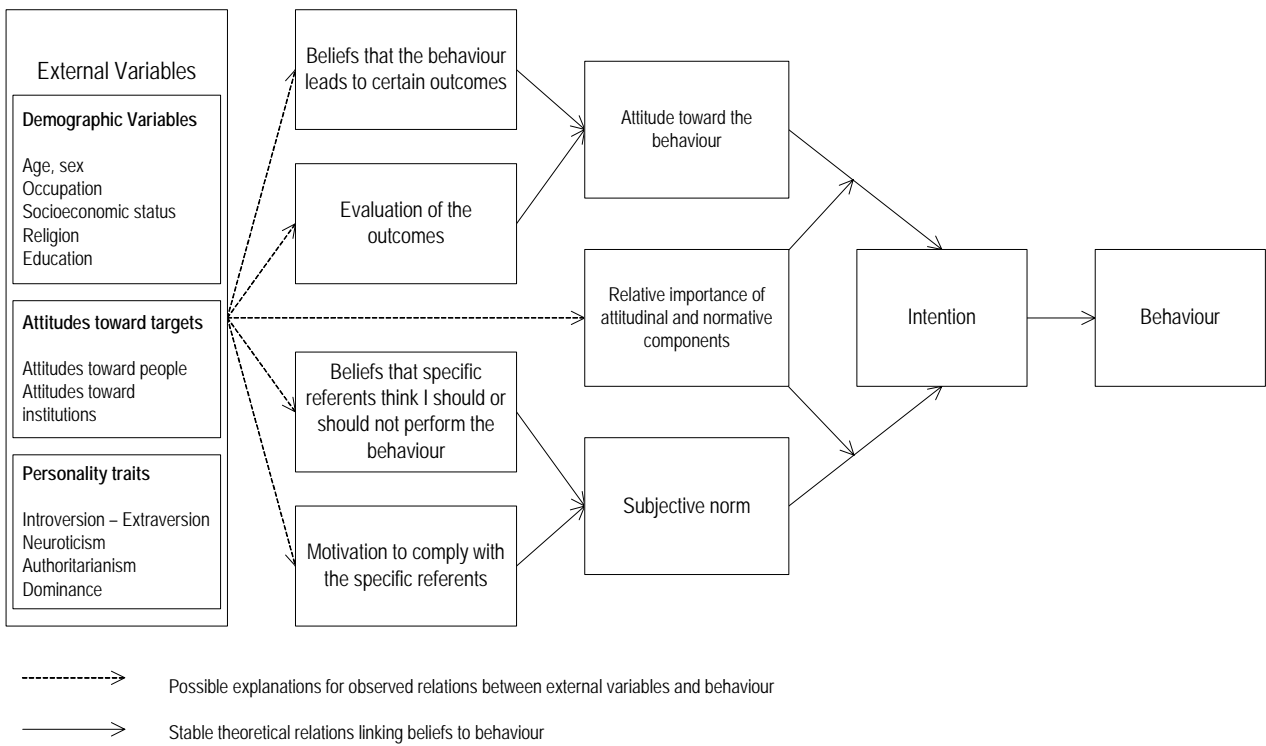 External Variables
Demographic Variables
Age, sex
Occupation
Socioeconomic status
Religion
Education
Attitudes toward targets
Attitudes toward people
Attitudes toward
institutions
Personality traits
Introversion – Extraversion
Neuroticism
Authoritarianism
Dominance
Beliefs that the behaviour
leads to certain outcomes
Evaluation of the
outcomes
Beliefs that specific
referents think I should or
should not perform the
behaviour
Motivation to comply with
the specific referents
Attitude toward the
behaviour
Relative importance of
attitudinal and normative
components
Subjective norm
Intention
Behaviour
Possible explanations for observed relations between external variables and behaviour
Stable theoretical relations linking beliefs to behaviour